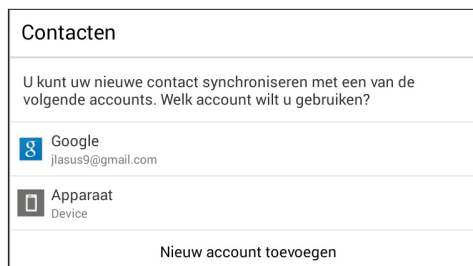 Contacten
U kunt uw nieuwe contact synchroniseren met een van de
volgende accounts. Welk account wilt u gebruiken?
Google
jlasus9@gmail.com
Apparaat
Device
Nieuw account toevoegen